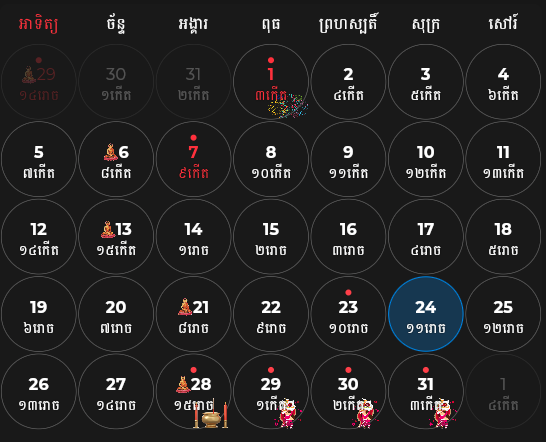 អាទិត្យ ច័ន្ទ អង្គារ ពុធ ព្រហស្បតិ៍ សុក្រ សៅរ៍
29 30 31 1 2 3 4
១៤រោច ១កើត ២កើត ៣កើត ៤កើត ៥កើត ៦កើត
5 6 7 8 9 10 11
៧កើត ៨កើត ៩កើត ១០កើត ១១កើត ១២កើត ១៣កើត
12 13 14 15 16 17 18
១៤កើត ១៥កើត ១រោច ២រោច ៣រោច ៤រោច ៥រោច
19 20 21 22 23 24 25
៦រោច ៧រោច ៨រោច ៩រោច ១០រោច ១១រោច ១២រោច
26 27 28 29 30 31 1
១៣រោច ១៤រោច ១៥រោច ១កើត ២កើត ៣កើត ៤កើត